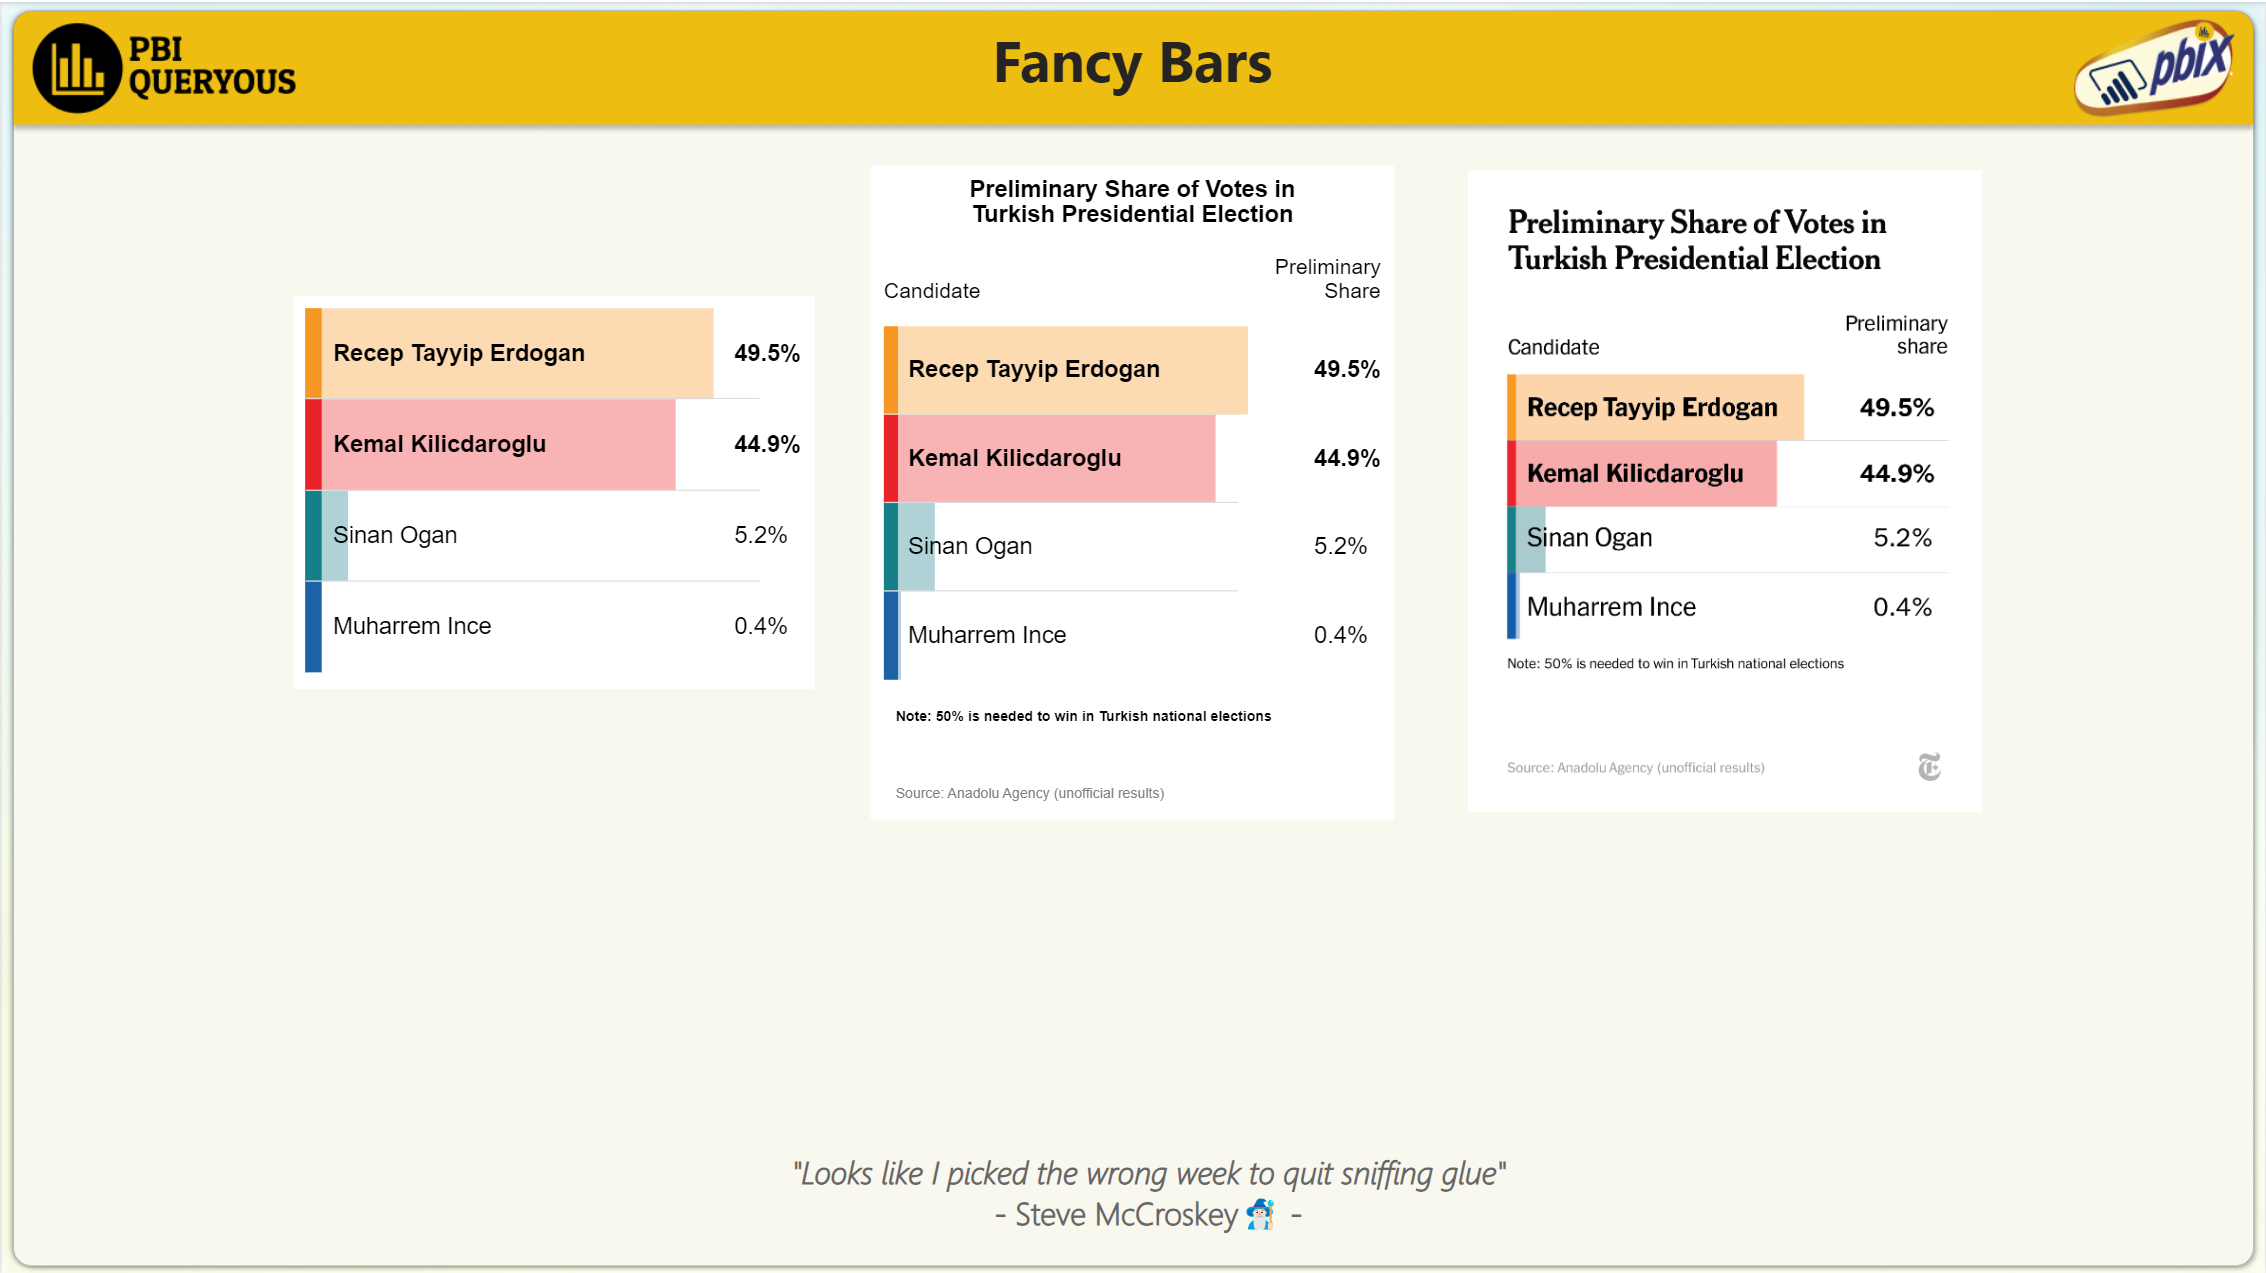 PBI
QUERYOUS
Fancy Bars
pbix
Recep Tayyip Erdogan 49.5%
Kemal Kilicdaroglu 44.9%
Sinan Ogan 5.2%
Muharrem Ince 0.4%
Preliminary Share of Votes in
Turkish Presidential Election
Preliminary
Candidate Share
Recep Tayyip Erdogan 49.5%
Kemal Kilicdaroglu 44.9%
Sinan Ogan 5.2%
Muharrem Ince 0.4%
Note: 50% is needed to win in Turkish national elections
Source: Anadolu Agency (unofficial results)
Preliminary Share of Votes in
Turkish Presidential Election
Preliminary
Candidate share
Recep Tayyip Erdogan 49.5%
Kemal Kilicdaroglu 44.9%
Sinan Ogan 5.2%
Muharrem Ince 0.4%
Note: 50% is needed to win in Turkish national elections
Source: Anadolu Agency (unofficial results) T
"Looks like I picked the wrong week to quit sniffing glue"
- Steve McCroskey -